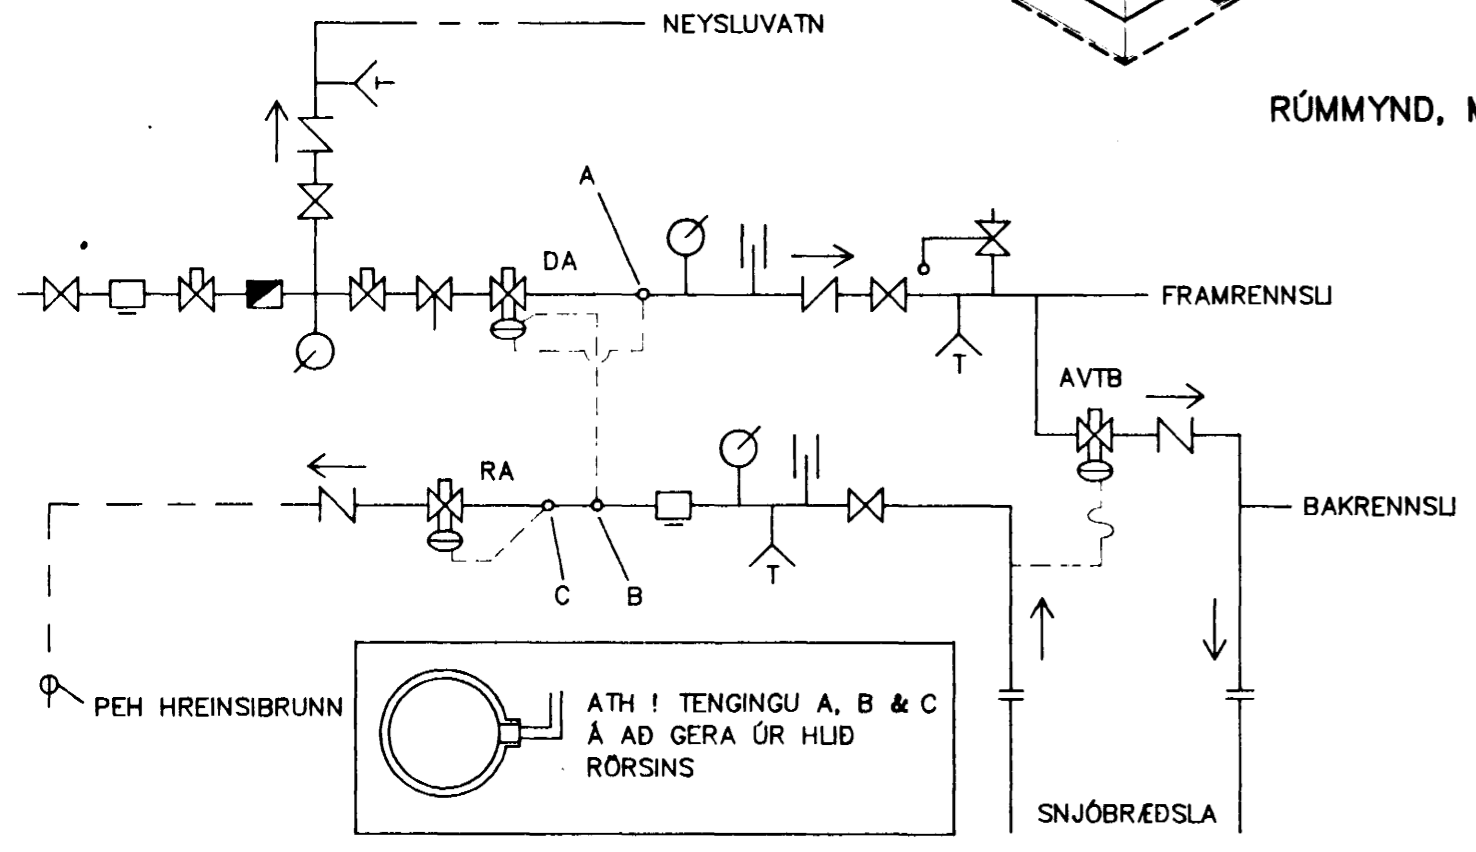 NEYSLUVATN
RÚMMYND, M
A
DA
FRAMRENNSLI
T
AVTB
RA
BAKRENNSLI
T
C
B
PEH HREINSIBRUNN
ATH ! TENGINGU A, B & C
Á AÐ GERA ÚR HLIÐ
RÖRSINS
SNJÓBRÆÐSLA